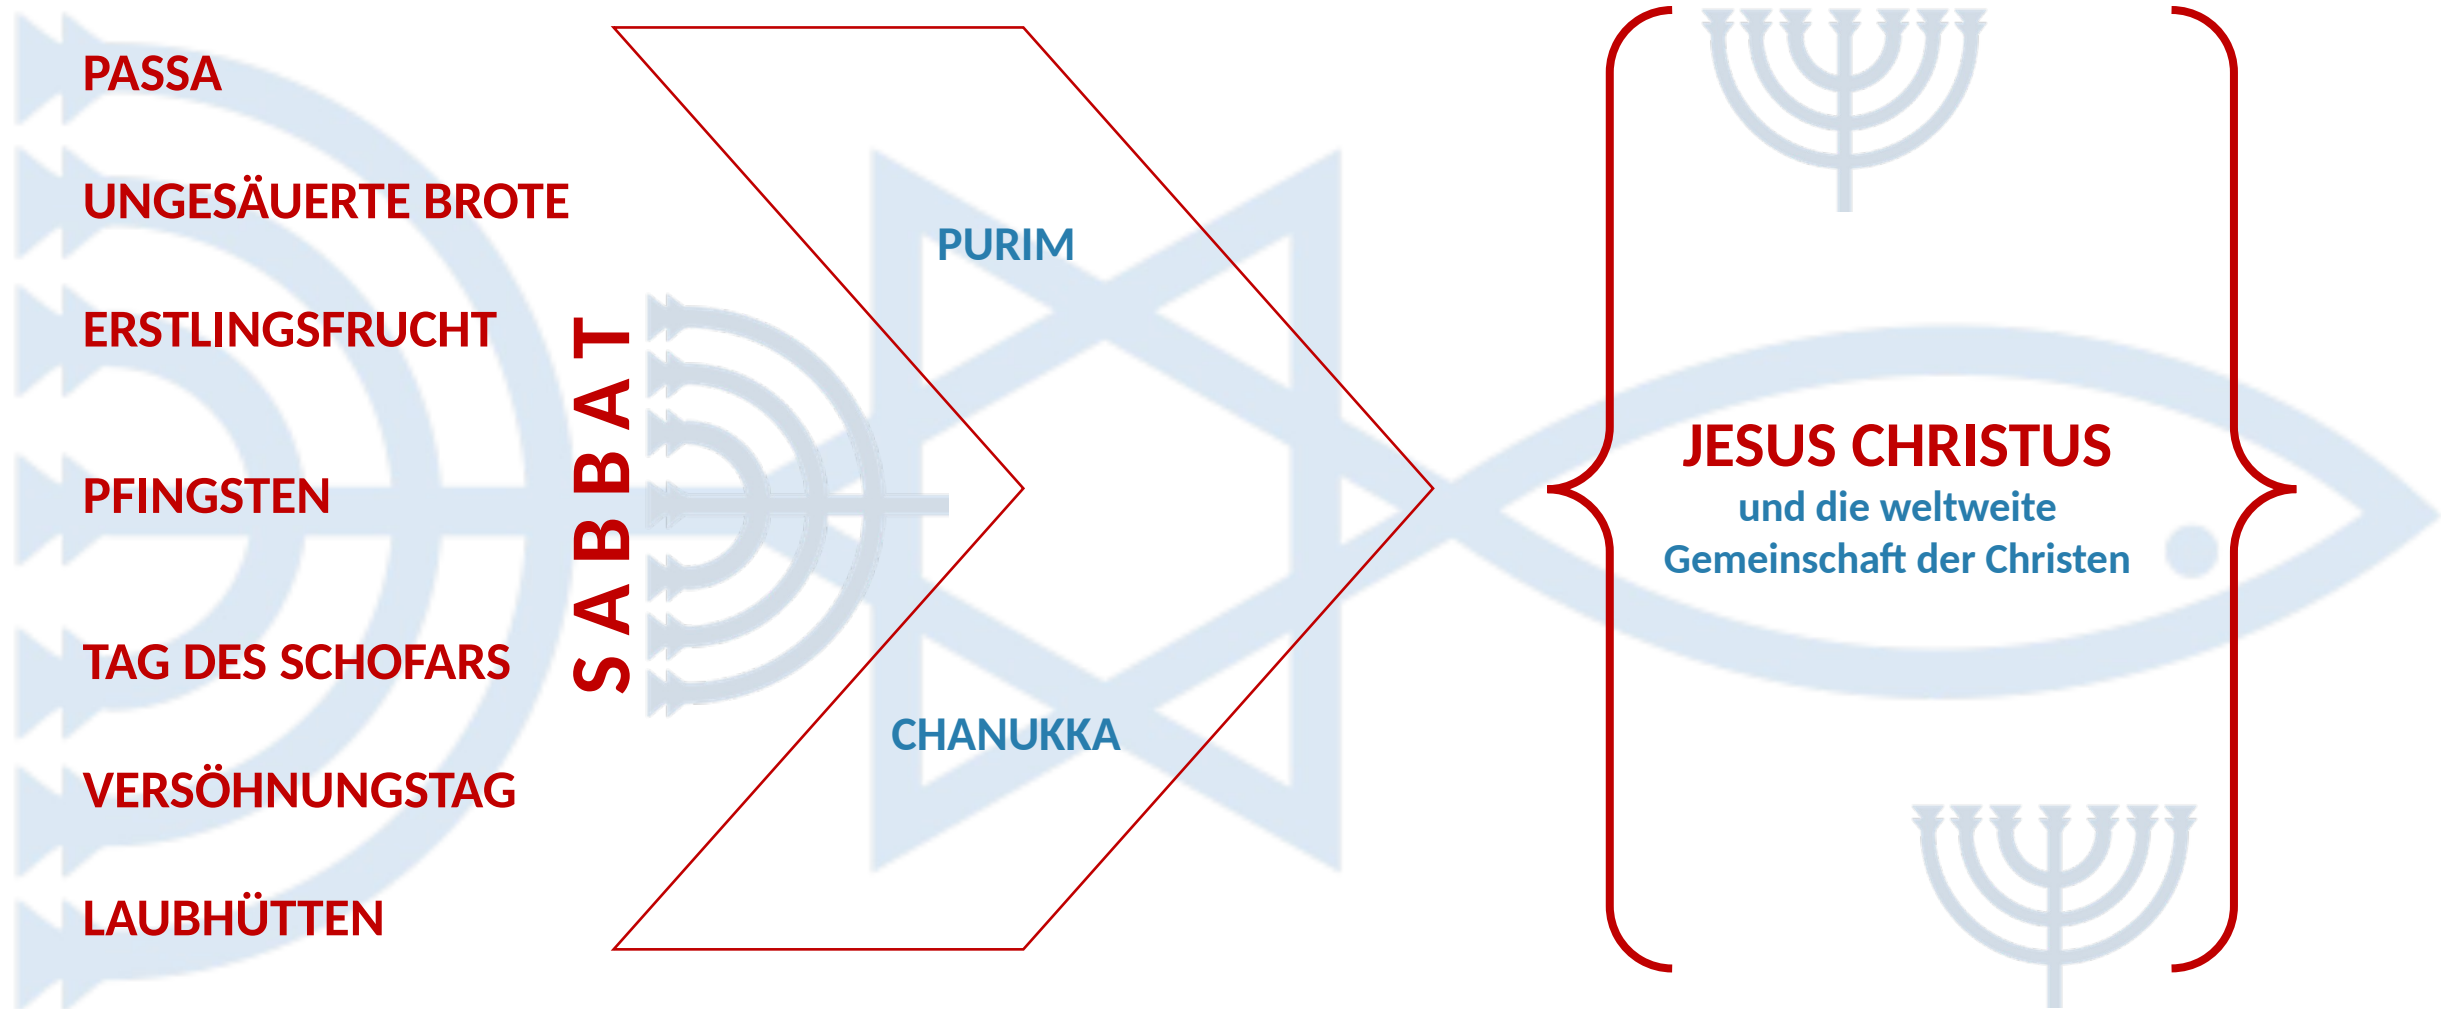 PASSA
UNGESÄUERTE BROTE
ERSTLINGSFRUCHT
PFINGSTEN
TAG DES SCHOFARS
VERSÖHNUNGSTAG
LAUBHÜTTEN
SABBAT
PURIM
CHANUKKA
JESUS CHRISTUS
und die weltweite
Gemeinschaft der Christen